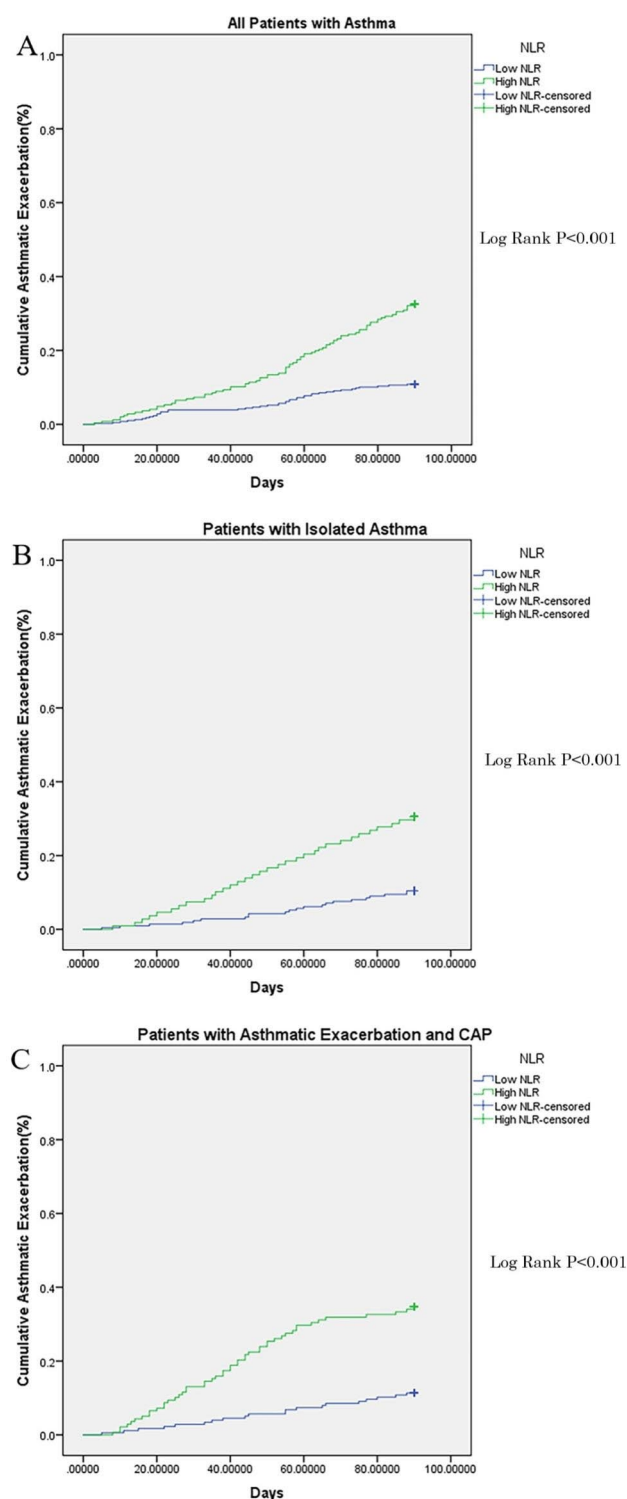 A
All Patients with Asthma
NLR
Low NLR
High NLR
Low NLR-censored
High NLR-censored
Log Rank P<0.001
Cumulative Asthmatic Exacerbation(%)
1.0
0.8
0.6
0.4
0.2
0.0
.00000 20.00000 40.00000 60.00000 80.00000 100.00000
Days
B
Patients with Isolated Asthma
NLR
Low NLR
High NLR
Low NLR-censored
High NLR-censored
Log Rank P<0.001
Cumulative Asthmatic Exacerbation(%)
1.0
0.8
0.6
0.4
0.2
0.0
.00000 20.00000 40.00000 60.00000 80.00000 100.00000
Days
C
Patients with Asthmatic Exacerbation and CAP
NLR
Low NLR
High NLR
Low NLR-censored
High NLR-censored
Log Rank P<0.001
Cumulative Asthmatic Exacerbation(%)
1.0
0.8
0.6
0.4
0.2
0.0
.00000 20.00000 40.00000 60.00000 80.00000 100.00000
Days